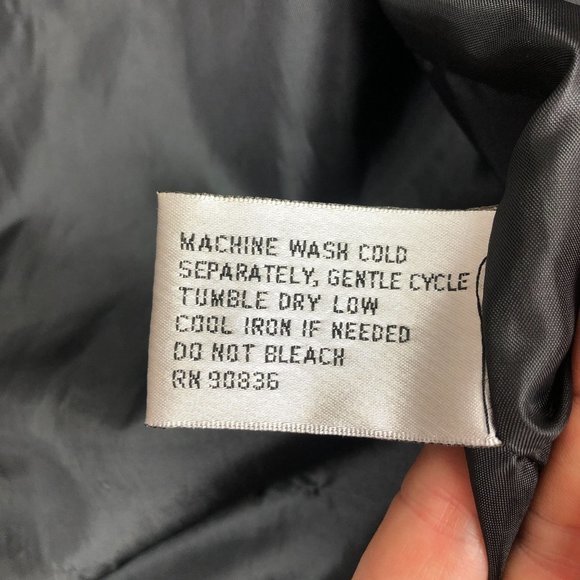 MACHINE WASH COLD
SEPARATELY, GENTLE CYCLE
TUMBLE DRY LOW
COOL IRON IF NEEDED
DO NOT BLEACH
RN 90836